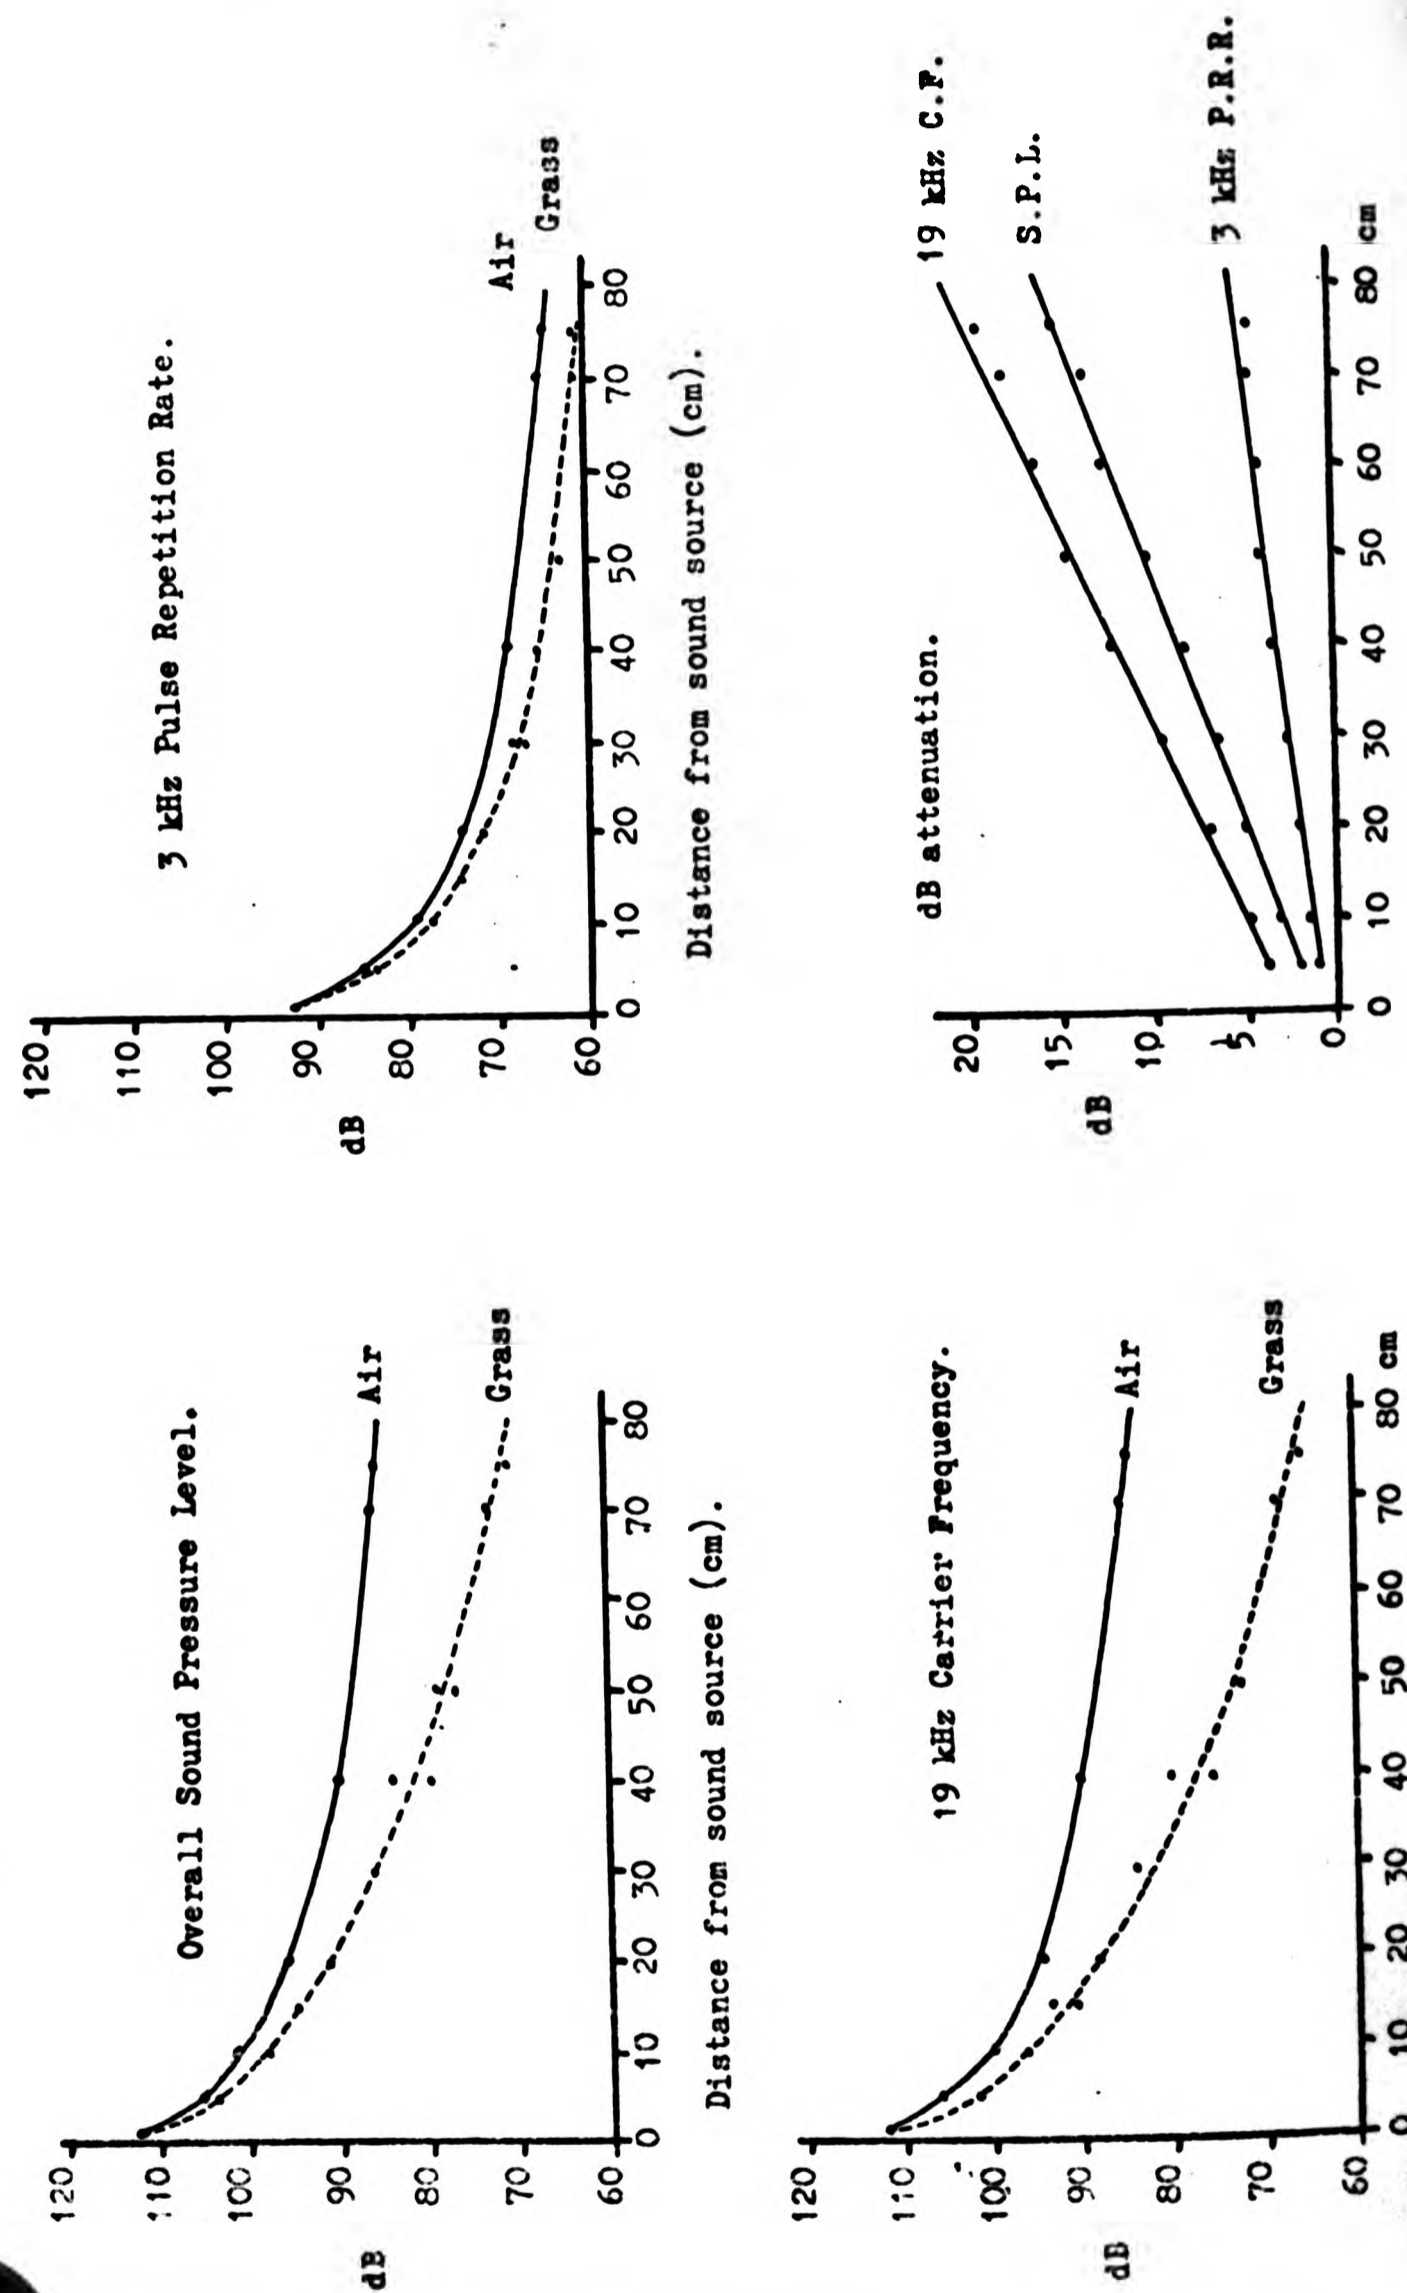 Overall Sound Pressure Level.
120
110
100
90
80
70
dB
Air
Grass
0 10 20 30 40 50 60 70 80
Distance from sound source (cm).
3 kHz Pulse Repetition Rate.
120
110
100
90
80
70
60
dB
Air
Grass
0 10 20 30 40 50 60 70 80
Distance from sound source (cm).
19 kHz Carrier Frequency.
120
110
100
90
80
70
60
dB
Air
Grass
0 10 20 30 40 50 60 70 80 cm
dB attenuation.
20
15
10
5
0
dB
19 kHz C.F.
S.P.L.
3 kHz P.R.R.
0 10 20 30 40 50 60 70 80 cm